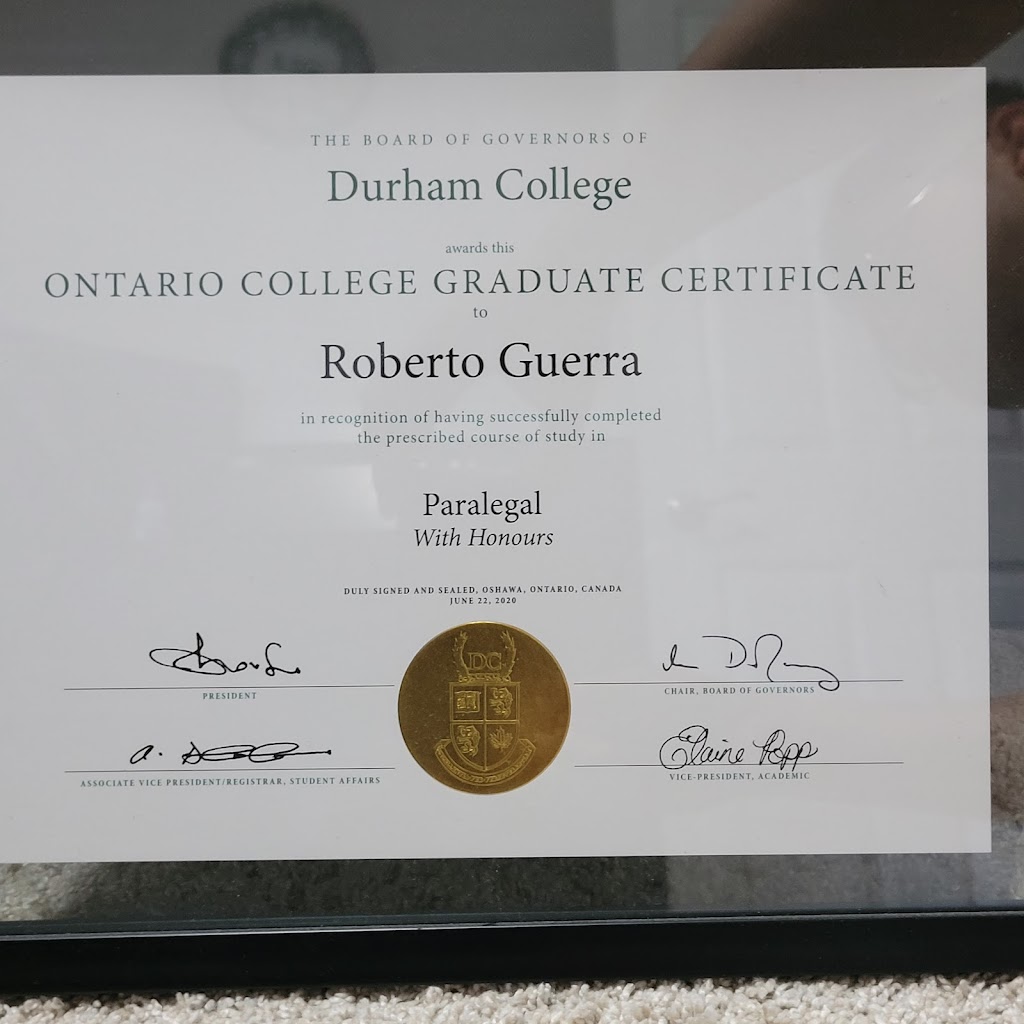 THE BOARD OF GOVERNORS OF
Durham College
awards this
ONTARIO COLLEGE GRADUATE CERTIFICATE
to
Roberto Guerra
in recognition of having successfully completed
the prescribed course of study in
Paralegal
With Honours
DULY SIGNED AND SEALED, OSHAWA, ONTARIO, CANADA
JUNE 22, 2020
DC
PRESIDENT
CHAIR, BOARD OF GOVERNORS
Elaine Popp
ASSOCIATE VICE PRESIDENT/REGISTRAR, STUDENT AFFAIRS
VICE-PRESIDENT, ACADEMIC